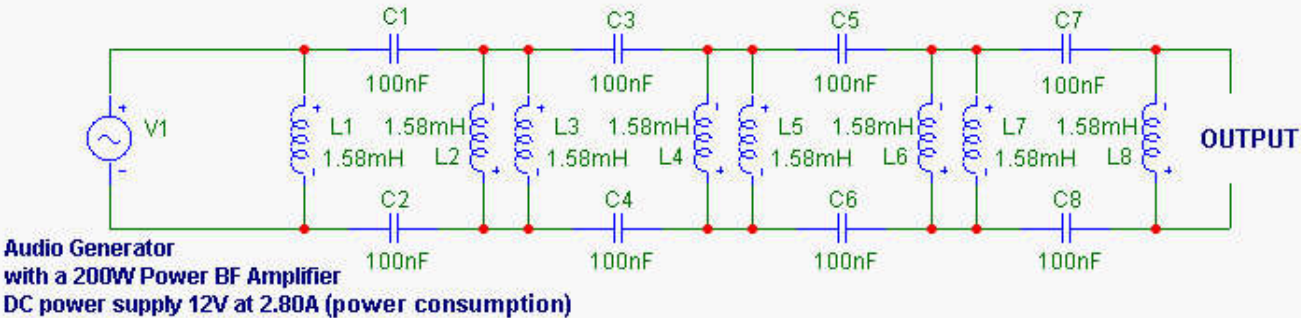 C1 C3 C5 C7
100nF 100nF 100nF 100nF
V1 L1 1.58mH L3 1.58mH L5 1.58mH L7 1.58mH OUTPUT
1.58mH L2 1.58mH L4 1.58mH L6 1.58mH L8
C2 C4 C6 C8
Audio Generator
100nF 100nF 100nF 100nF
with a 200W Power BF Amplifier
DC power supply 12V at 2.80A (power consumption)